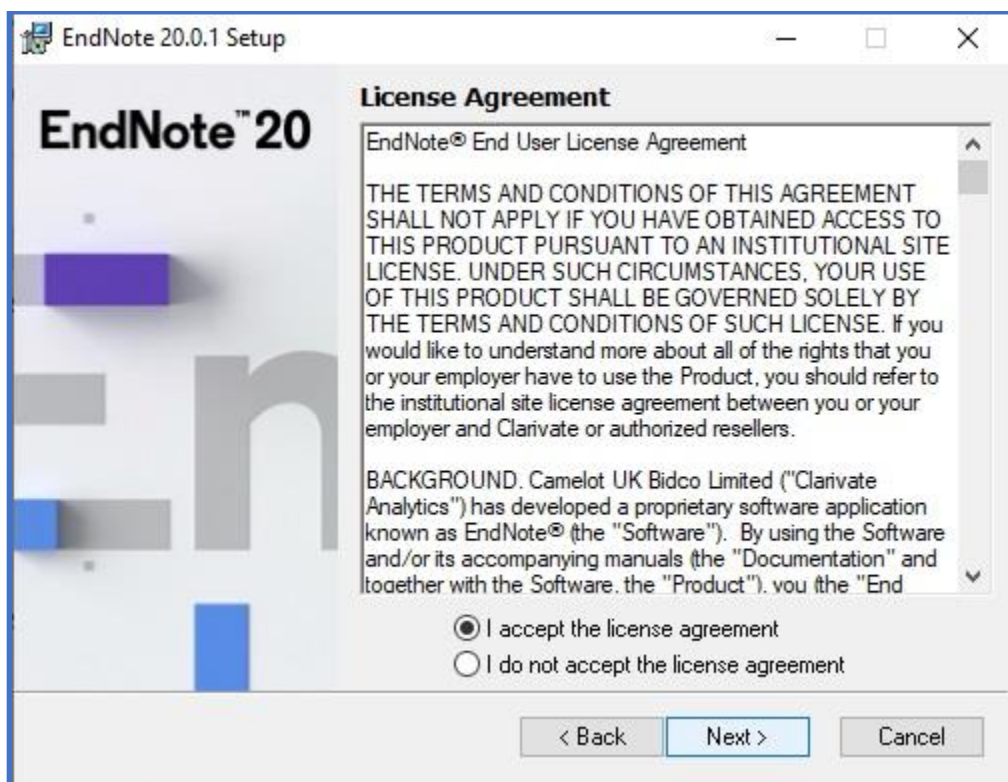 EndNote 20.0.1 Setup
EndNote™ 20
License Agreement
EndNote® End User License Agreement
THE TERMS AND CONDITIONS OF THIS AGREEMENT
SHALL NOT APPLY IF YOU HAVE OBTAINED ACCESS TO
THIS PRODUCT PURSUANT TO AN INSTITUTIONAL SITE
LICENSE. UNDER SUCH CIRCUMSTANCES, YOUR USE
OF THIS PRODUCT SHALL BE GOVERNED SOLELY BY
THE TERMS AND CONDITIONS OF SUCH LICENSE. If you
would like to understand more about all of the rights that you
or your employer have to use the Product, you should refer to
the institutional site license agreement between you or your
employer and Clarivate or authorized resellers.
BACKGROUND. Camelot UK Bidco Limited ("Clarivate
Analytics") has developed a proprietary software application
known as EndNote® (the "Software"). By using the Software
and/or its accompanying manuals (the "Documentation" and
together with the Software, the "Product"), you (the "End
I accept the license agreement
I do not accept the license agreement
< Back
Next >
Cancel
En